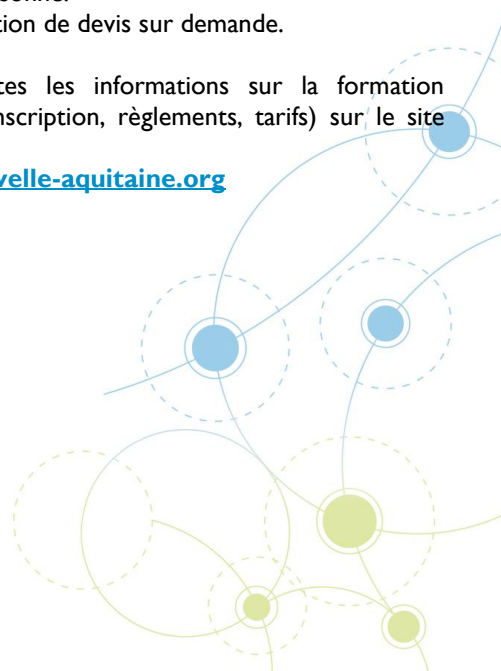 tion de devis sur demande.
tes les informations sur la formation
nscription, règlements, tarifs) sur le site
velle-aquitaine.org